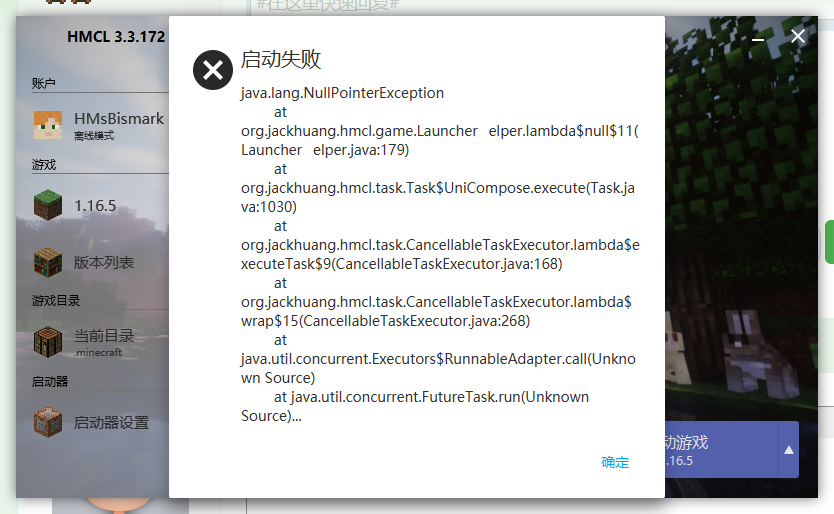 #在这里快速回复#
HMCL 3.3.172
账户
HMsBismark
离线模式
游戏
1.16.5
版本列表
游戏目录
当前目录
.minecraft
启动器
启动器设置
启动失败
java.lang.NullPointerException
at
org.jackhuang.hmcl.game.Launcher elper.lambda$null$11(
Launcher elper.java:179)
at
org.jackhuang.hmcl.task.Task$UniCompose.execute(Task.ja
va:1030)
at
org.jackhuang.hmcl.task.CancellableTaskExecutor.lambda$e
xecuteTask$9(CancellableTaskExecutor.java:168)
at
org.jackhuang.hmcl.task.CancellableTaskExecutor.lambda$
wrap$15(CancellableTaskExecutor.java:268)
at
java.util.concurrent.Executors$RunnableAdapter.call(Unkno
wn Source)
at java.util.concurrent.FutureTask.run(Unknown
Source)...
确定
动游戏
.16.5